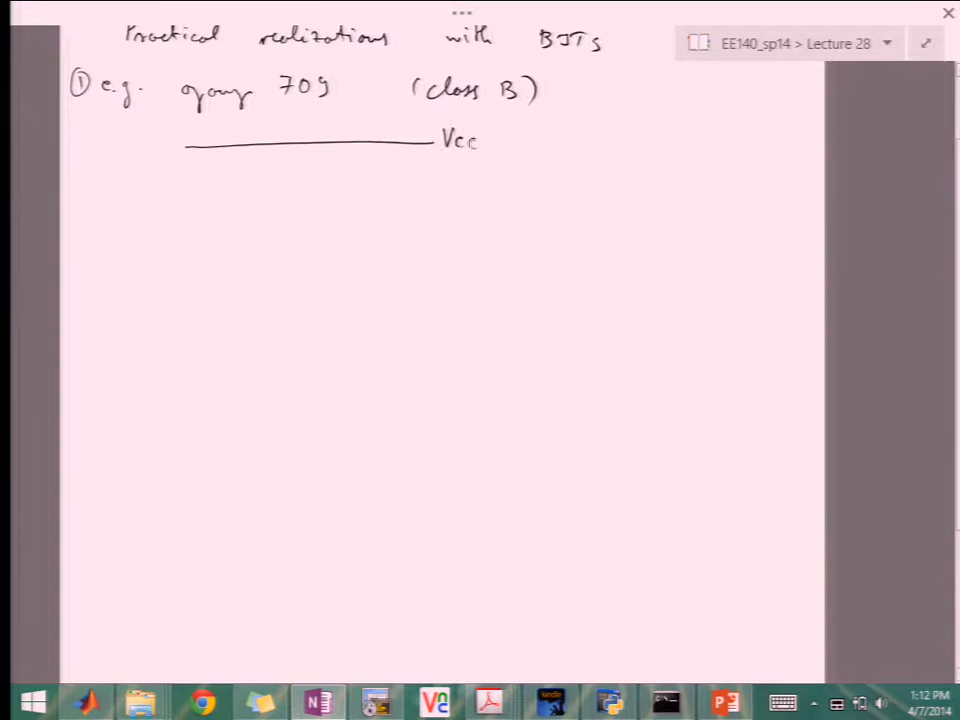 Practical realizations with BJTs
EE140_sp14 > Lecture 28
① e.g. opamp 709 (class B)
Vcc
1:12 PM
4/7/2014